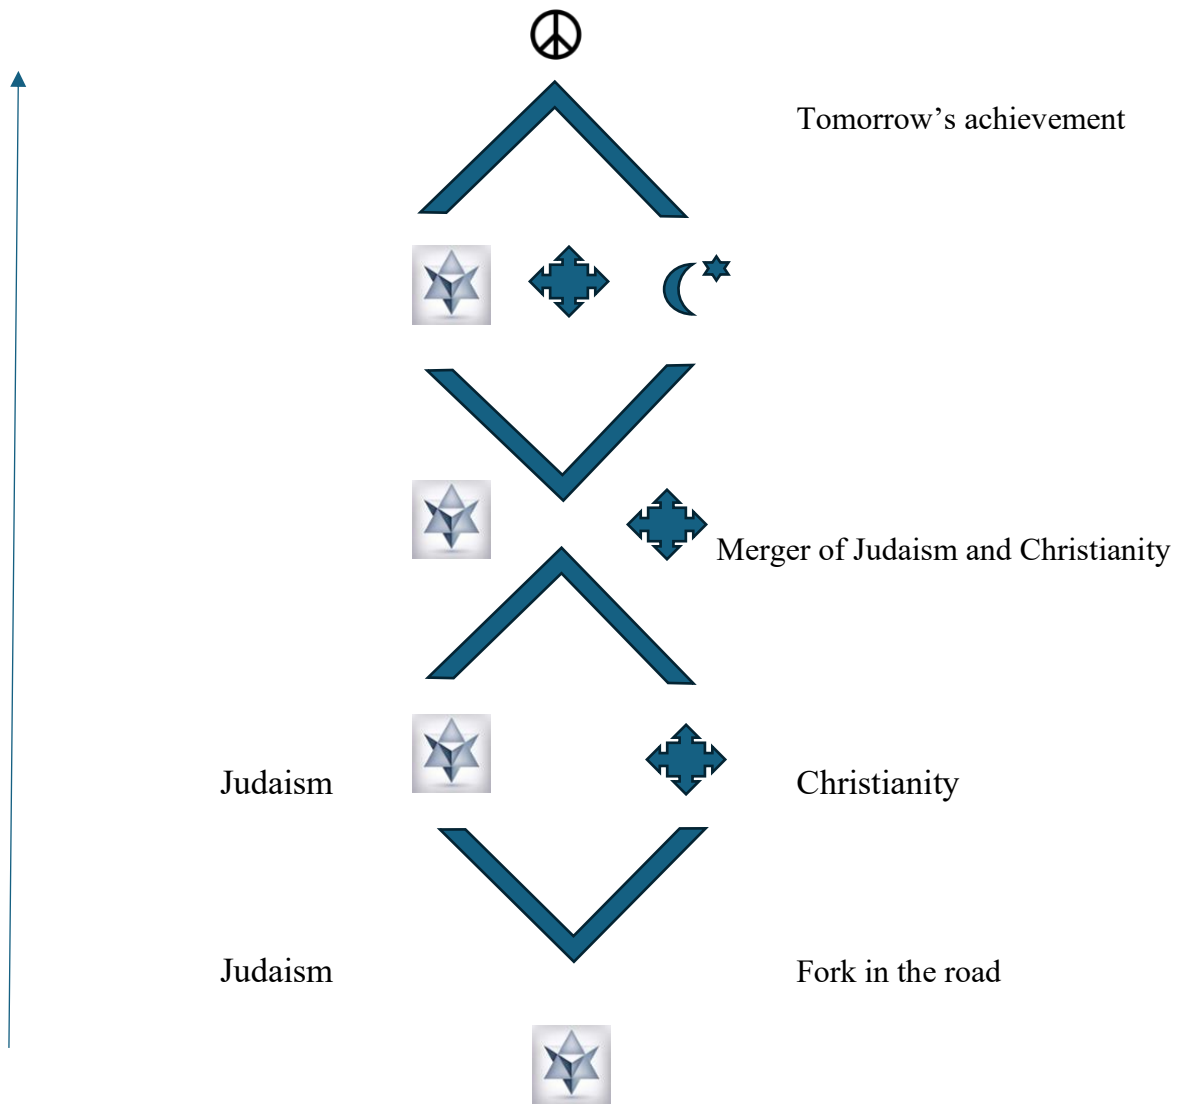 Tomorrow’s achievement
Merger of Judaism and Christianity
Judaism
Christianity
Judaism
Fork in the road